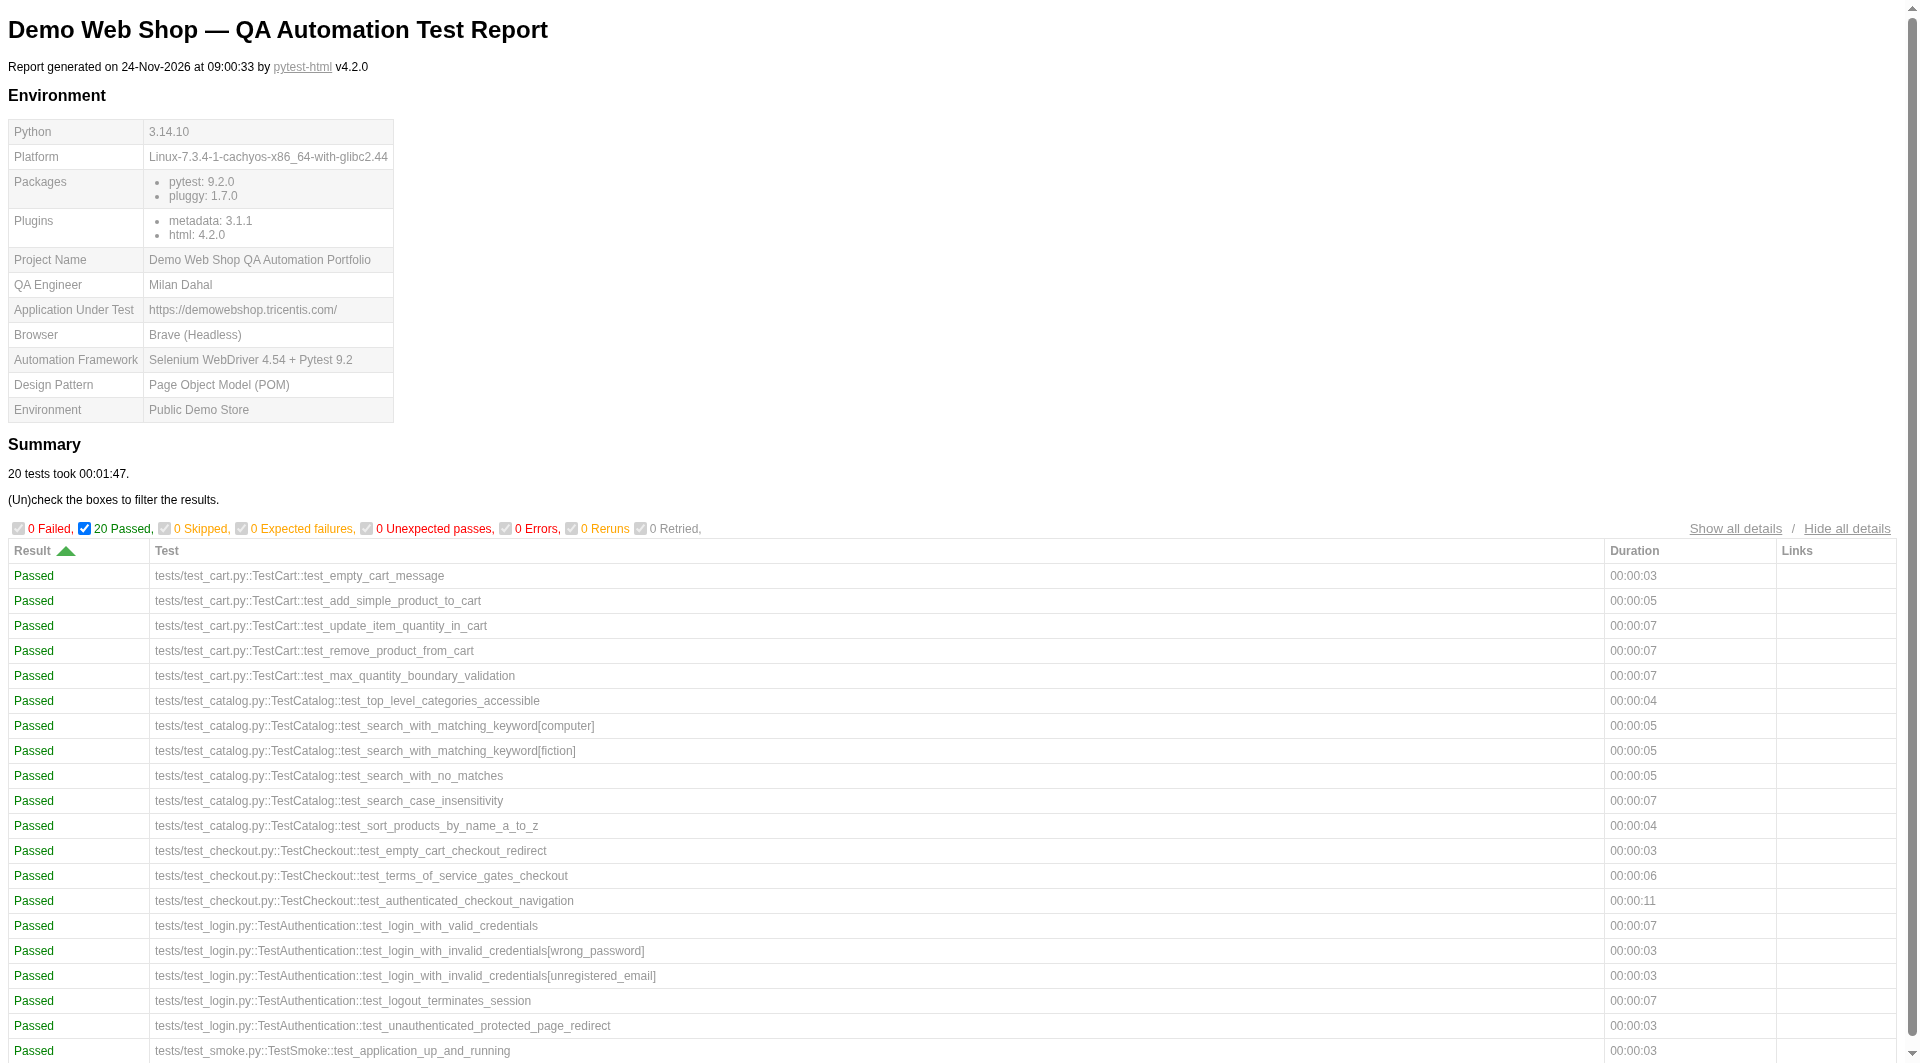 Demo Web Shop — QA Automation Test Report
Report generated on 24-Nov-2026 at 09:00:33 by pytest-html v4.2.0
Environment
Python 3.14.10
Platform Linux-7.3.4-1-cachyos-x86_64-with-glibc2.44
Packages
• pytest: 9.2.0
• pluggy: 1.7.0
Plugins
• metadata: 3.1.1
• html: 4.2.0
Project Name Demo Web Shop QA Automation Portfolio
QA Engineer Milan Dahal
Application Under Test https://demowebshop.tricentis.com/
Browser Brave (Headless)
Automation Framework Selenium WebDriver 4.54 + Pytest 9.2
Design Pattern Page Object Model (POM)
Environment Public Demo Store
Summary
20 tests took 00:01:47.
(Un)check the boxes to filter the results.
0 Failed, 20 Passed, 0 Skipped, 0 Expected failures, 0 Unexpected passes, 0 Errors, 0 Reruns 0 Retried, Show all details / Hide all details
Result Test Duration Links
Passed tests/test_cart.py::TestCart::test_empty_cart_message 00:00:03
Passed tests/test_cart.py::TestCart::test_add_simple_product_to_cart 00:00:05
Passed tests/test_cart.py::TestCart::test_update_item_quantity_in_cart 00:00:07
Passed tests/test_cart.py::TestCart::test_remove_product_from_cart 00:00:07
Passed tests/test_cart.py::TestCart::test_max_quantity_boundary_validation 00:00:07
Passed tests/test_catalog.py::TestCatalog::test_top_level_categories_accessible 00:00:04
Passed tests/test_catalog.py::TestCatalog::test_search_with_matching_keyword[computer] 00:00:05
Passed tests/test_catalog.py::TestCatalog::test_search_with_matching_keyword[fiction] 00:00:05
Passed tests/test_catalog.py::TestCatalog::test_search_with_no_matches 00:00:05
Passed tests/test_catalog.py::TestCatalog::test_search_case_insensitivity 00:00:07
Passed tests/test_catalog.py::TestCatalog::test_sort_products_by_name_a_to_z 00:00:04
Passed tests/test_checkout.py::TestCheckout::test_empty_cart_checkout_redirect 00:00:03
Passed tests/test_checkout.py::TestCheckout::test_terms_of_service_gates_checkout 00:00:06
Passed tests/test_checkout.py::TestCheckout::test_authenticated_checkout_navigation 00:00:11
Passed tests/test_login.py::TestAuthentication::test_login_with_valid_credentials 00:00:07
Passed tests/test_login.py::TestAuthentication::test_login_with_invalid_credentials[wrong_password] 00:00:03
Passed tests/test_login.py::TestAuthentication::test_login_with_invalid_credentials[unregistered_email] 00:00:03
Passed tests/test_login.py::TestAuthentication::test_logout_terminates_session 00:00:07
Passed tests/test_login.py::TestAuthentication::test_unauthenticated_protected_page_redirect 00:00:03
Passed tests/test_smoke.py::TestSmoke::test_application_up_and_running 00:00:03